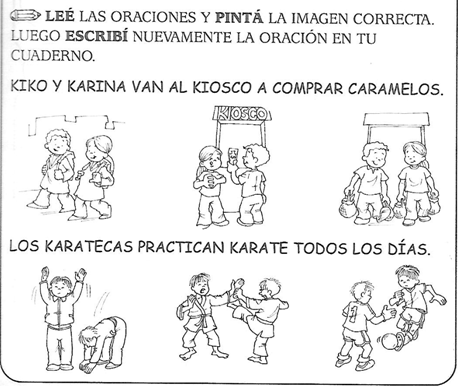 LEÉ LAS ORACIONES Y PINTÁ LA IMAGEN CORRECTA.
LUEGO ESCRIBÍ NUEVAMENTE LA ORACIÓN EN TU
CUADERNO.
KIKO Y KARINA VAN AL KIOSCO A COMPRAR CARAMELOS.
KIOSCO
LOS KARATECAS PRACTICAN KARATE TODOS LOS DÍAS.